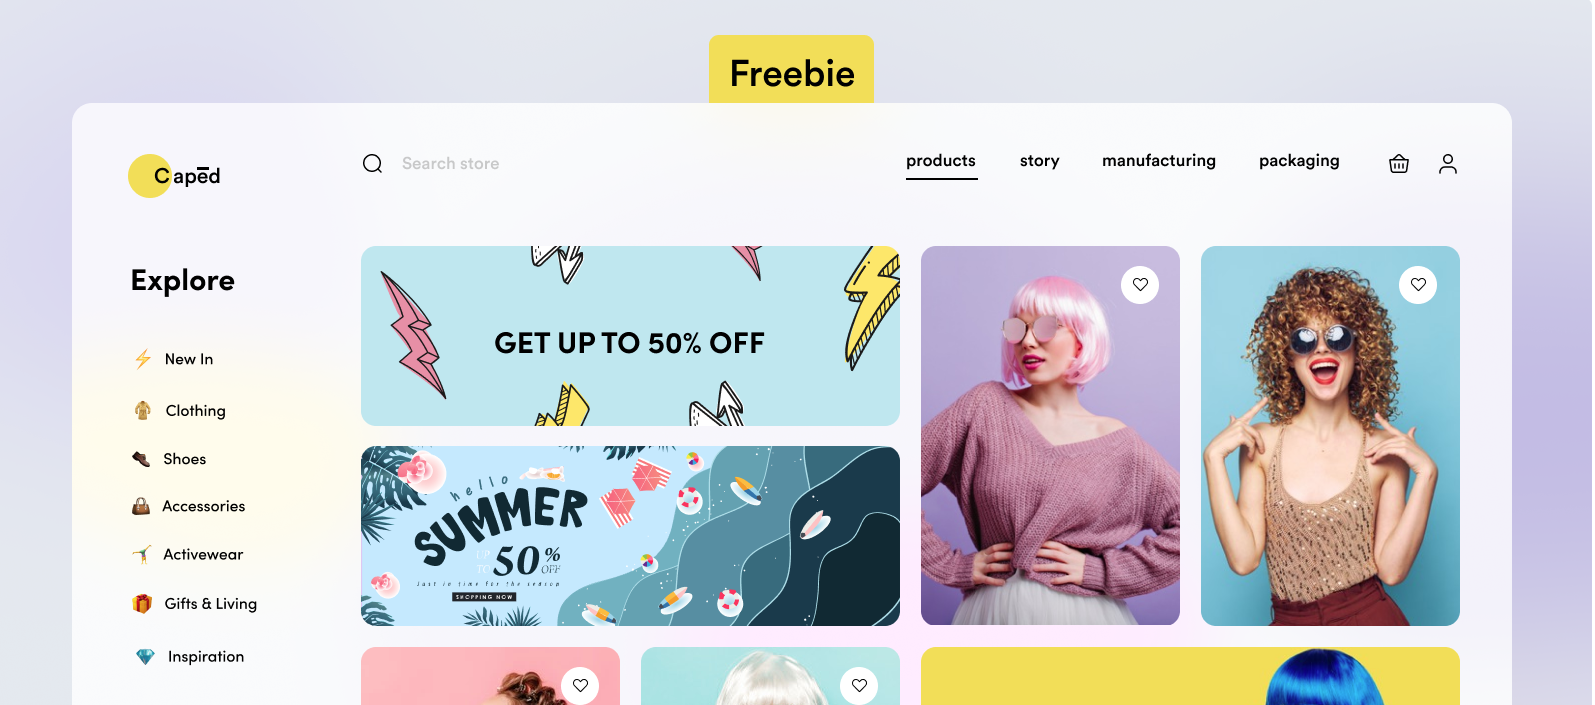 Freebie
Capēd
Search store
products
story
manufacturing
packaging
Explore
New In
Clothing
Shoes
Accessories
Activewear
Gifts & Living
Inspiration
GET UP TO 50% OFF
hello
SUMMER
UP TO 50% OFF
Just in time for the season
SHOPPING NOW